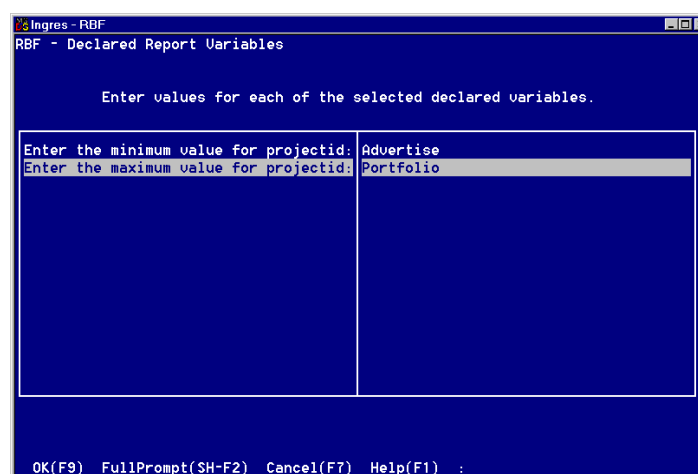 Ingres - RBF
RBF - Declared Report Variables
Enter values for each of the selected declared variables.
Enter the minimum value for projectid: Advertise
Enter the maximum value for projectid: Portfolio
OK(F9) FullPrompt(SH-F2) Cancel(F7) Help(F1) :